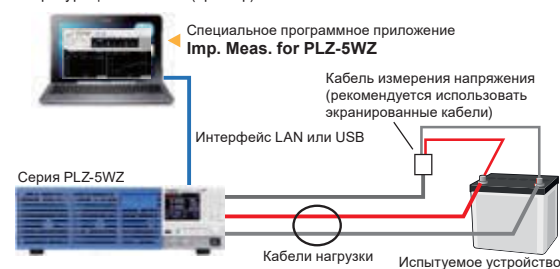 Специальное программное приложение
Imp. Meas. for PLZ-5WZ
Кабель измерения напряжения
(рекомендуется использовать
экранированные кабели)
Интерфейс LAN или USB
Серия PLZ-5WZ
Кабели нагрузки
Испытуемое устройство